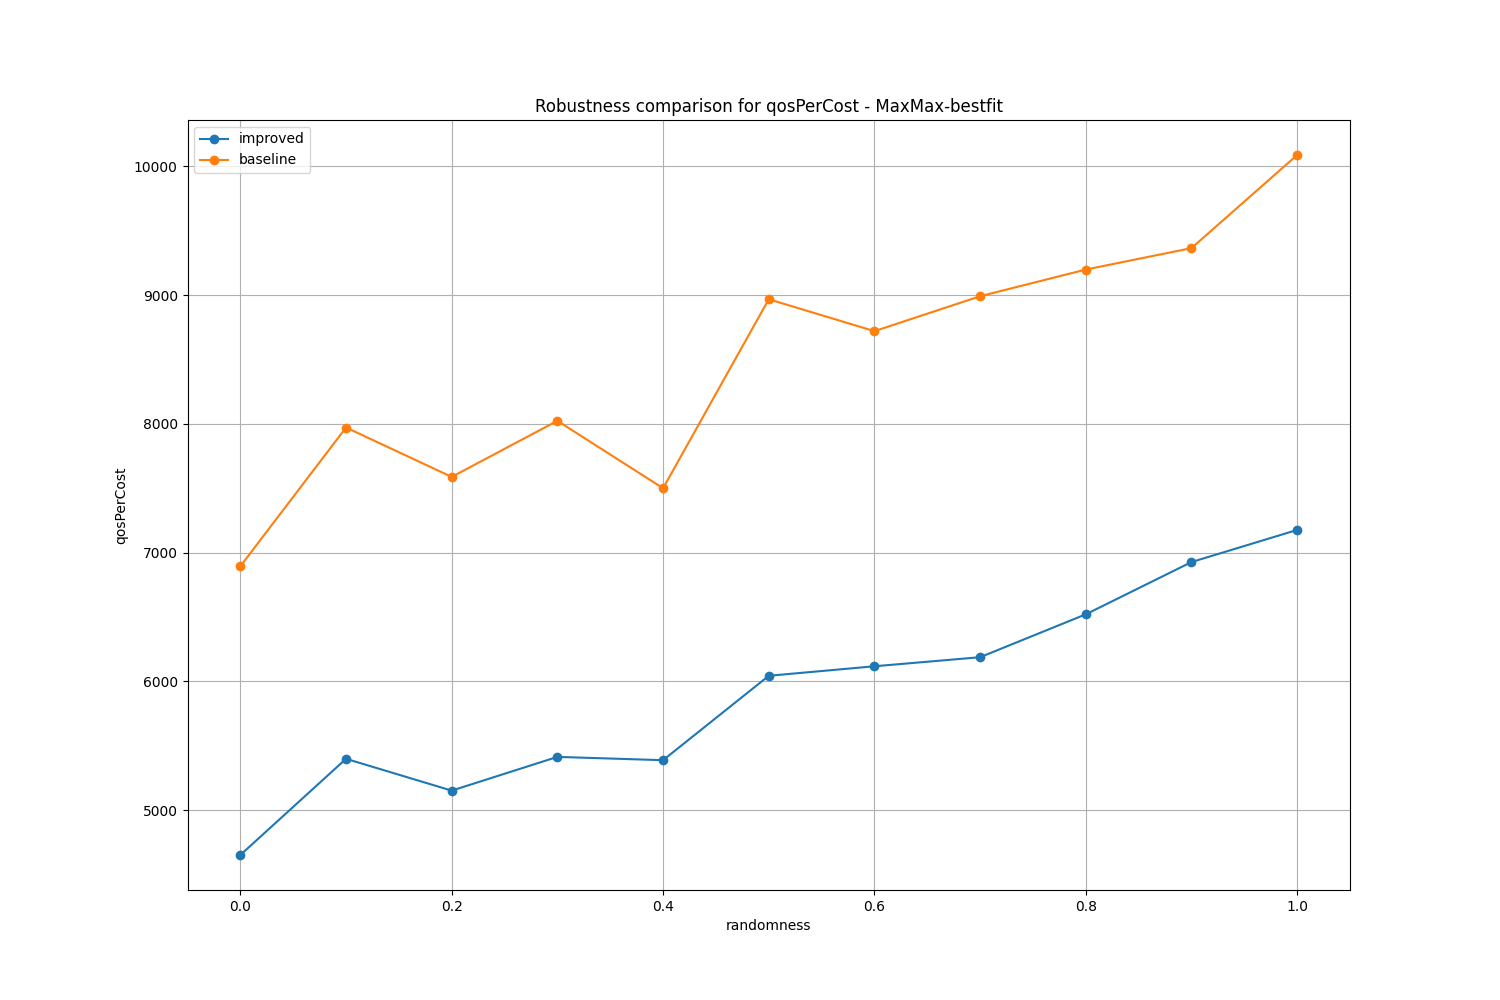 Robustness comparison for qosPerCost - MaxMax-bestfit
improved
baseline
10000
9000
8000
7000
6000
5000
qosPerCost
0.0 0.2 0.4 0.6 0.8 1.0
randomness